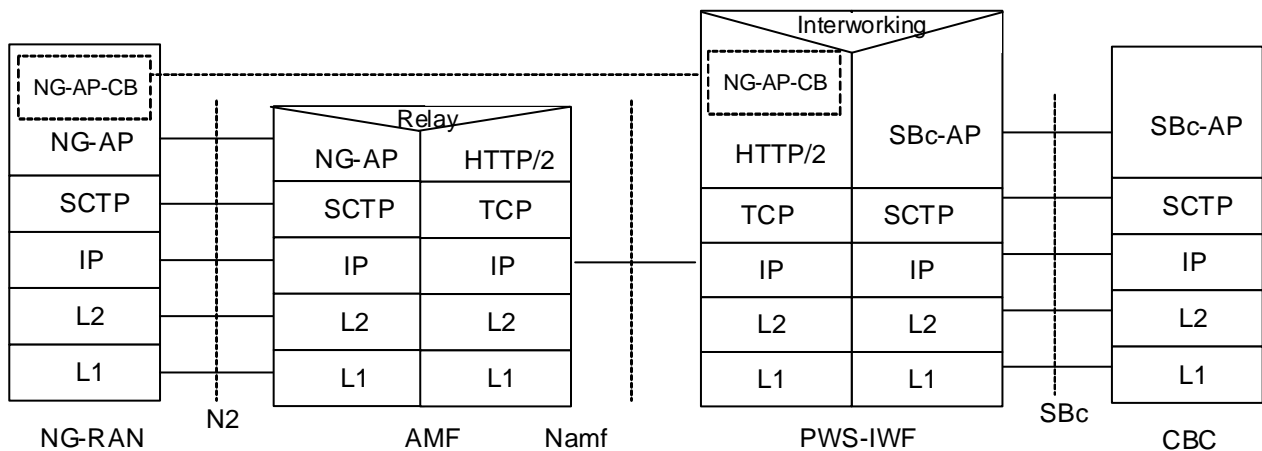 Interworking
NG-AP-CB
NG-AP
SCTP
IP
L2
L1
NG-RAN
N2
Relay
NG-AP
HTTP/2
SCTP
TCP
IP
IP
L2
L2
L1
L1
AMF
Namf
NG-AP-CB
HTTP/2
SBc-AP
TCP
SCTP
IP
IP
L2
L2
L1
L1
PWS-IWF
SBc
SBc-AP
SCTP
IP
L2
L1
CBC